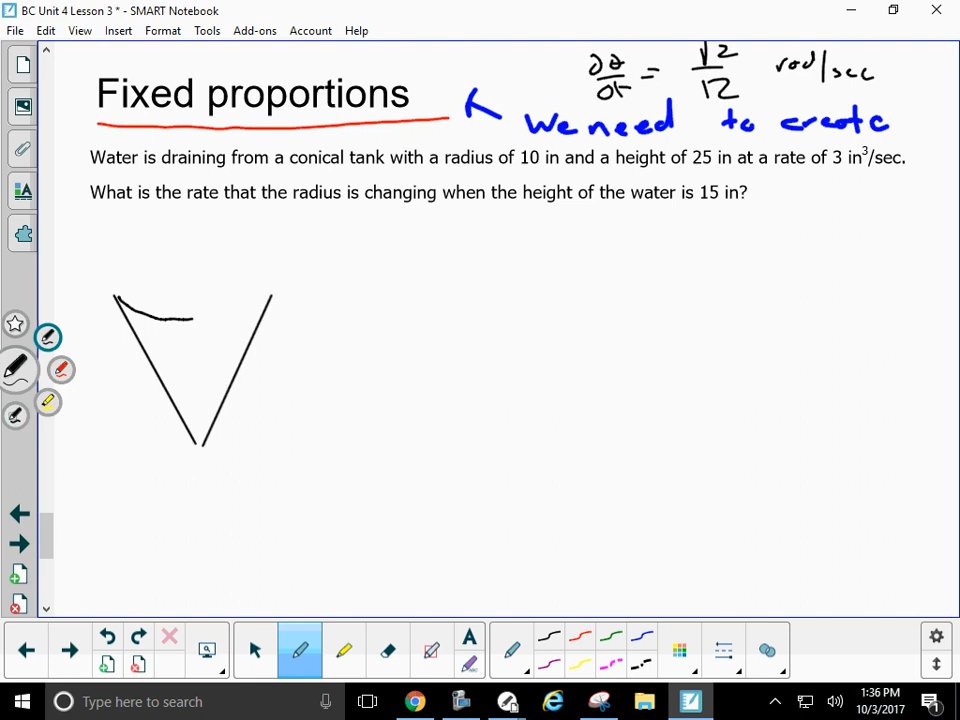 BC Unit 4 Lesson 3 * - SMART Notebook
File Edit View Insert Format Tools Add-ons Account Help
Fixed proportions
rad/sec
12
we need to create
Water is draining from a conical tank with a radius of 10 in and a height of 25 in at a rate of 3 in³/sec.
What is the rate that the radius is changing when the height of the water is 15 in?
Type here to search
1:36 PM
10/3/2017